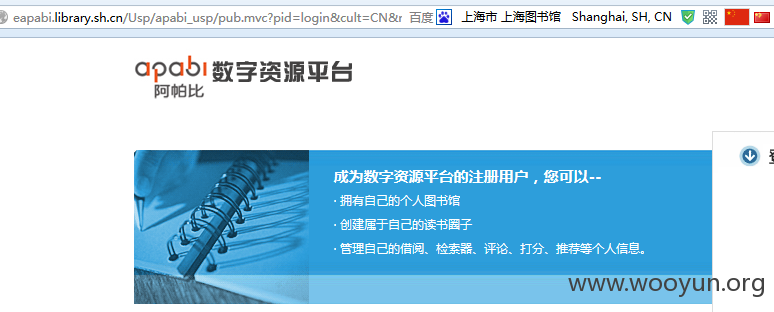 eapabi.library.sh.cn/Usp/apabi_usp/pub.mvc?pid=login&cult=CN&r 百度 上海市 上海图书馆 Shanghai, SH, CN
apabi 数字资源平台
阿帕比
成为数字资源平台的注册用户，您可以--
· 拥有自己的个人图书馆
· 创建属于自己的读书圈子
· 管理自己的借阅、检索器、评论、打分、推荐等个人信息。
www.wooyun.org